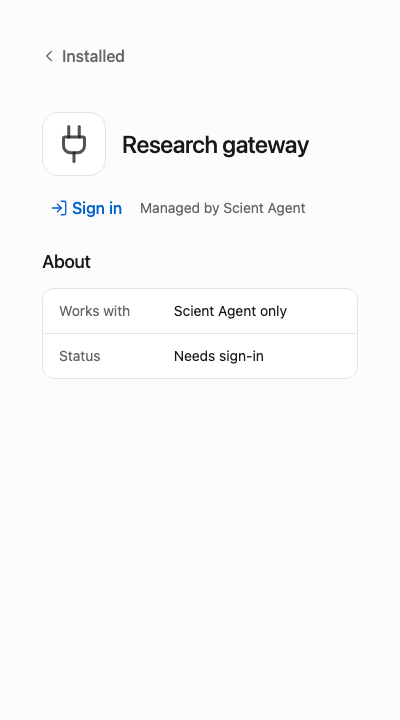 Installed
Research gateway
Sign in Managed by Scient Agent
About
Works with Scient Agent only
Status Needs sign-in